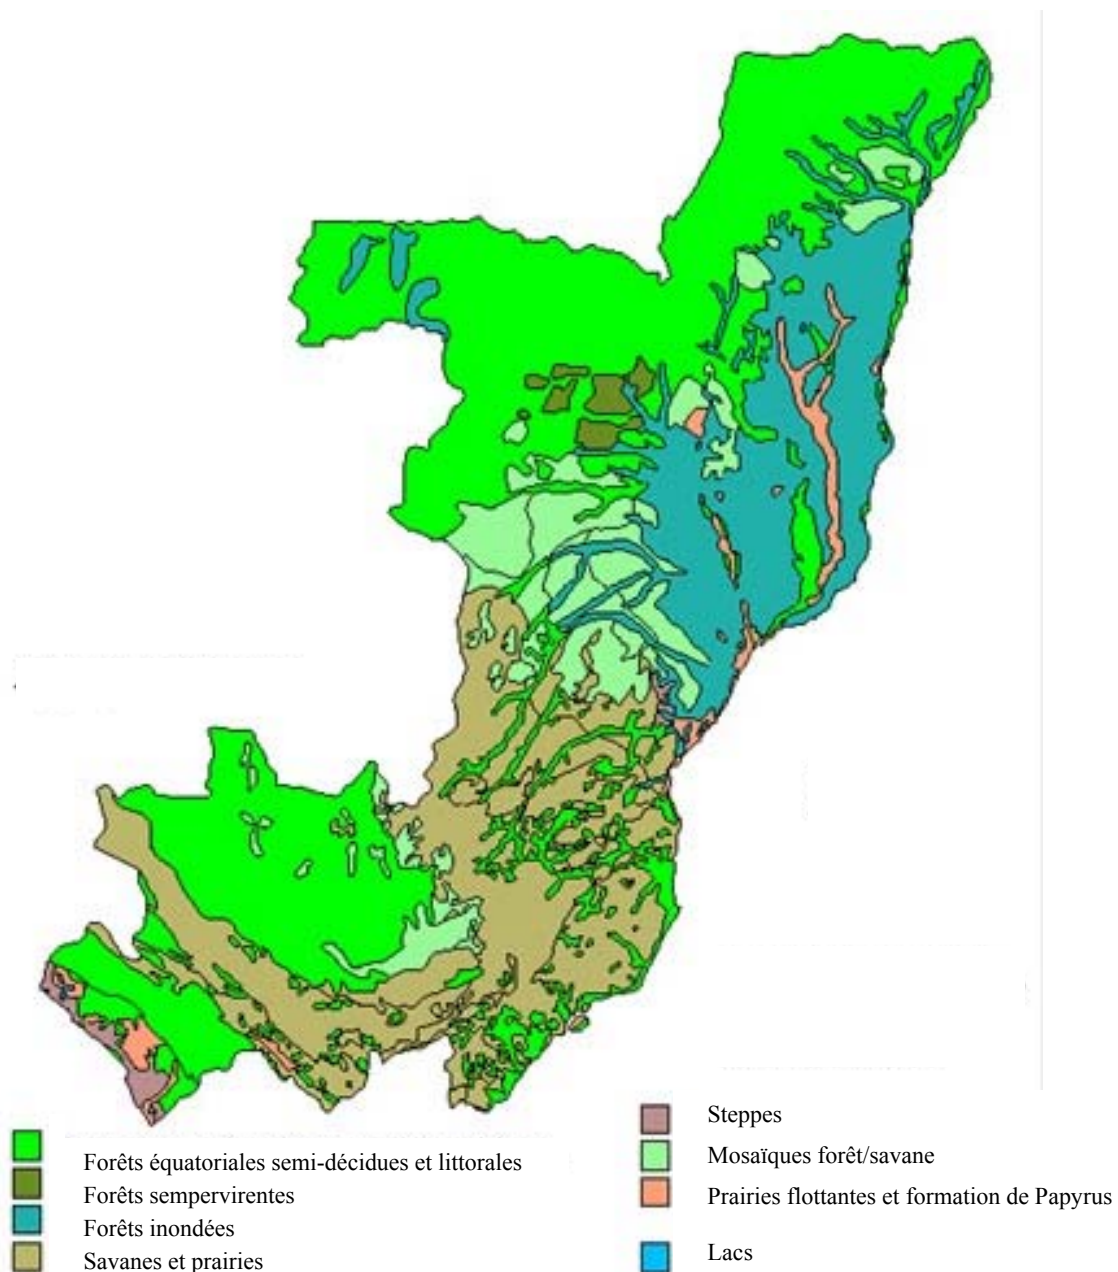 Forêts équatoriales semi-décidues et littorales
Forêts sempervirentes
Forêts inondées
Savanes et prairies
Steppes
Mosaïques forêt/savane
Prairies flottantes et formation de Papyrus
Lacs